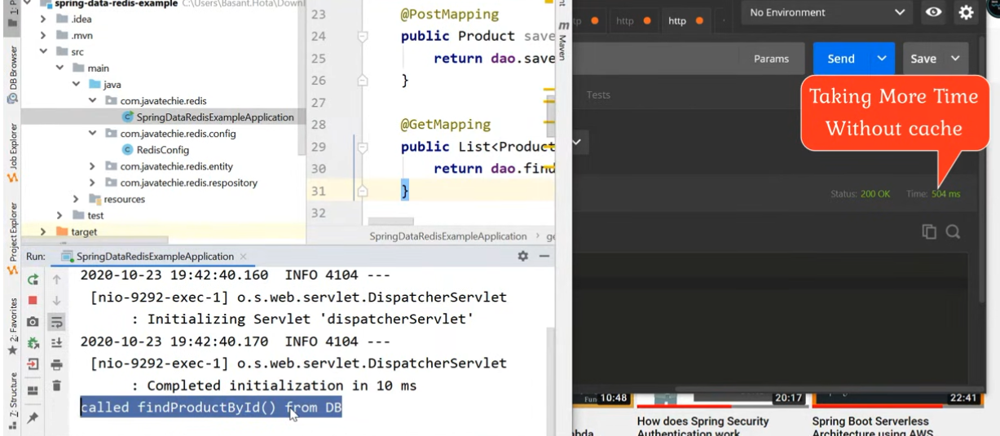 spring-data-redis-example C:\Users\Basant.Hota\Downl
.idea
.mvn
src
main
java
com.javatechie.redis
SpringDataRedisExampleApplication
com.javatechie.redis.config
RedisConfig
com.javatechie.redis.entity
com.javatechie.redis.respository
resources
test
target
1: P
DB Browser
Job Explorer
Project Explorer
2: Favorites
Z: Structure
23 @PostMapping
24 public Product save
25 return dao.save
26 }
27
28 @GetMapping
29 public List<Product
30 return dao.find
31 }
32
SpringDataRedisExampleApplication > ge
nt
m
Maven
Run: SpringDataRedisExampleApplication ×
2020-10-23 19:42:40.160 INFO 4104 ---
[nio-9292-exec-1] o.s.web.servlet.DispatcherServlet
: Initializing Servlet 'dispatcherServlet'
2020-10-23 19:42:40.170 INFO 4104 ---
[nio-9292-exec-1] o.s.web.servlet.DispatcherServlet
: Completed initialization in 10 ms
called findProductById() from DB
http http
No Environment
Params Send Save
Tests
Taking More Time
Without cache
Status: 200 OK Time: 504 ms
Fun 10:48
20:17
22:41
bda
How does Spring Security
Authentication work
Spring Boot Serverless
Architecture using AWS